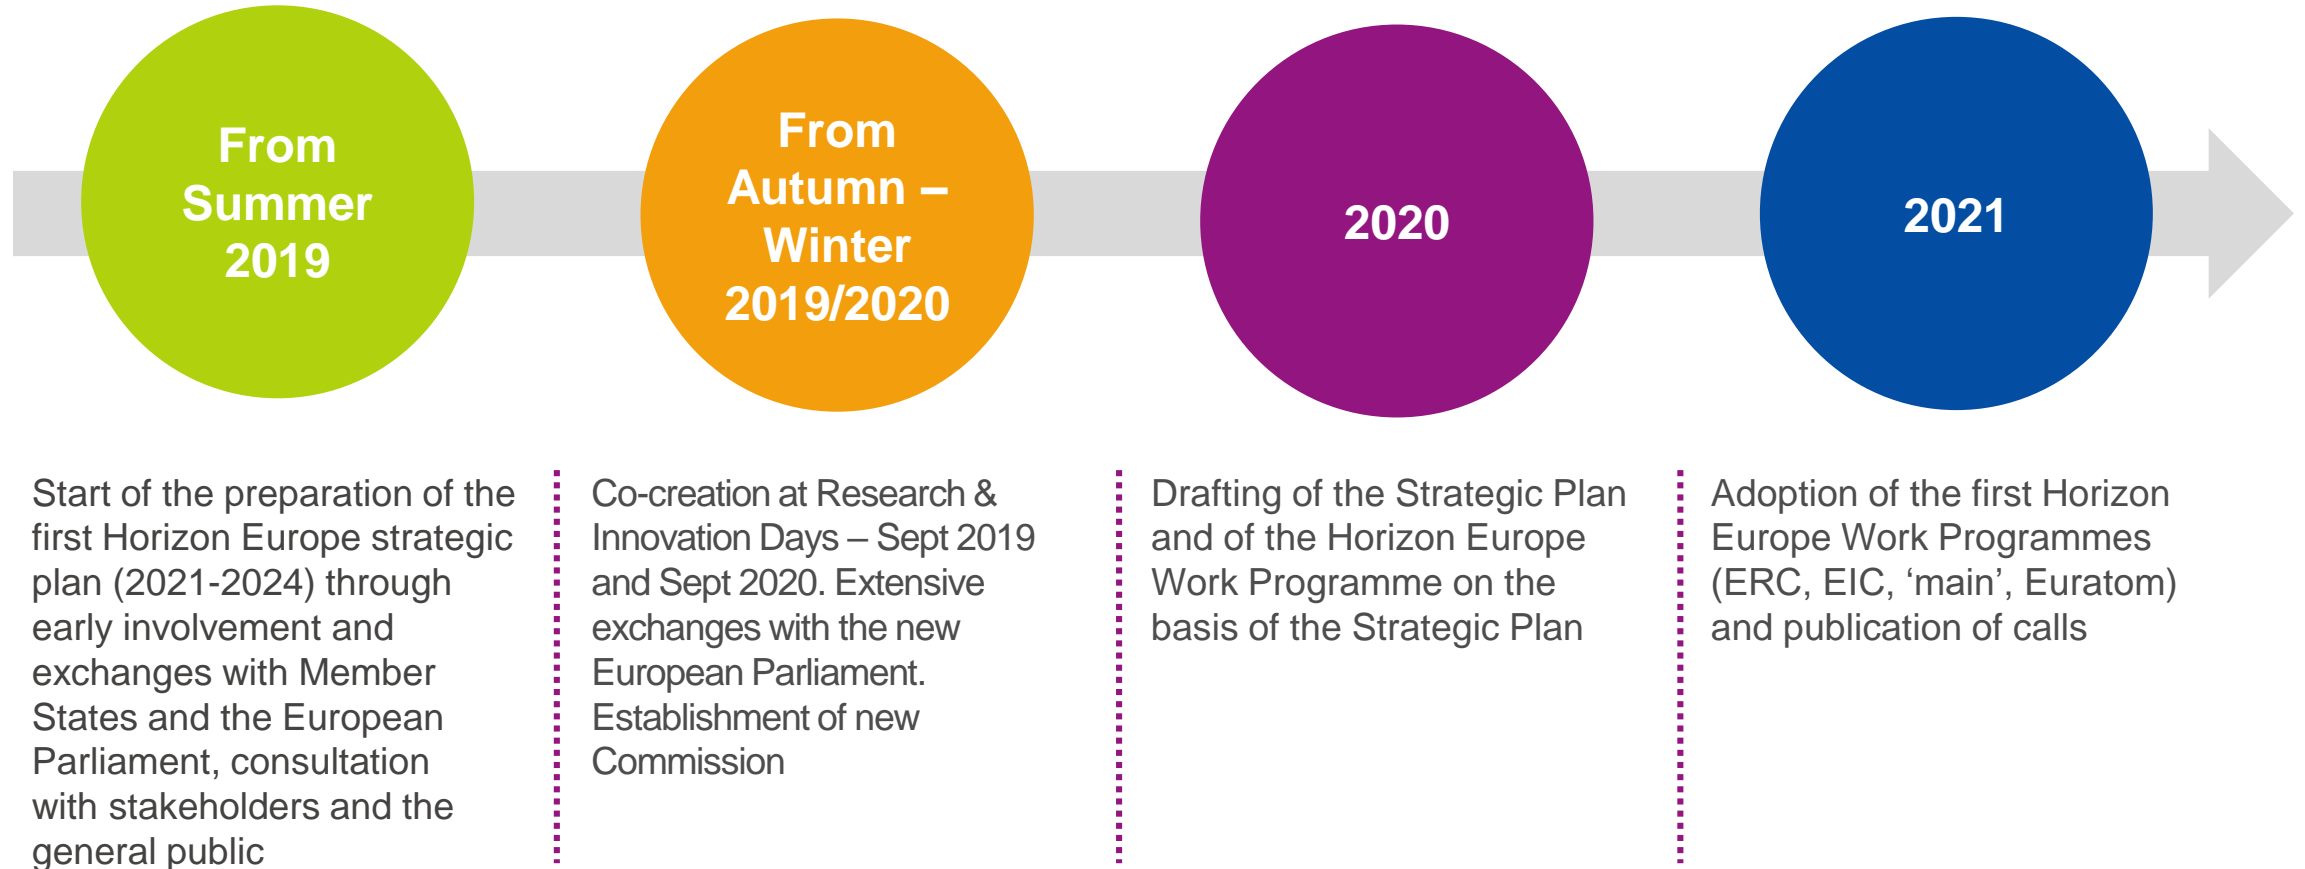 From
Summer
2019
From
Autumn –
Winter
2019/2020
2020
2021
Start of the preparation of the
first Horizon Europe strategic
plan (2021-2024) through
early involvement and
exchanges with Member
States and the European
Parliament, consultation
with stakeholders and the
general public
Co-creation at Research &
Innovation Days – Sept 2019
and Sept 2020. Extensive
exchanges with the new
European Parliament.
Establishment of new
Commission
Drafting of the Strategic Plan
and of the Horizon Europe
Work Programme on the
basis of the Strategic Plan
Adoption of the first Horizon
Europe Work Programmes
(ERC, EIC, ‘main’, Euratom)
and publication of calls